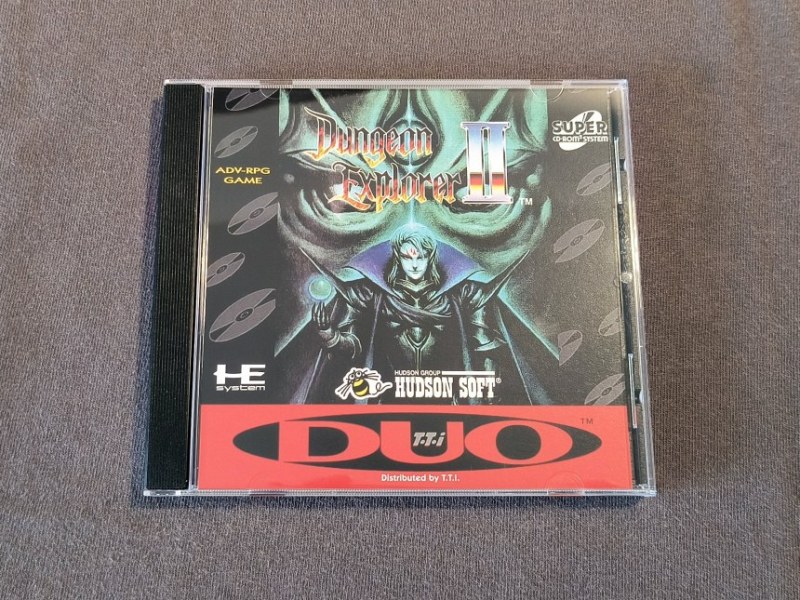 Dungeon
Explorer II ™
SUPER
CD-ROM² SYSTEM
ADV-RPG
GAME
HE
system
HUDSON GROUP
HUDSON SOFT®
DUO ™
T.T.i
Distributed by T.T.I.